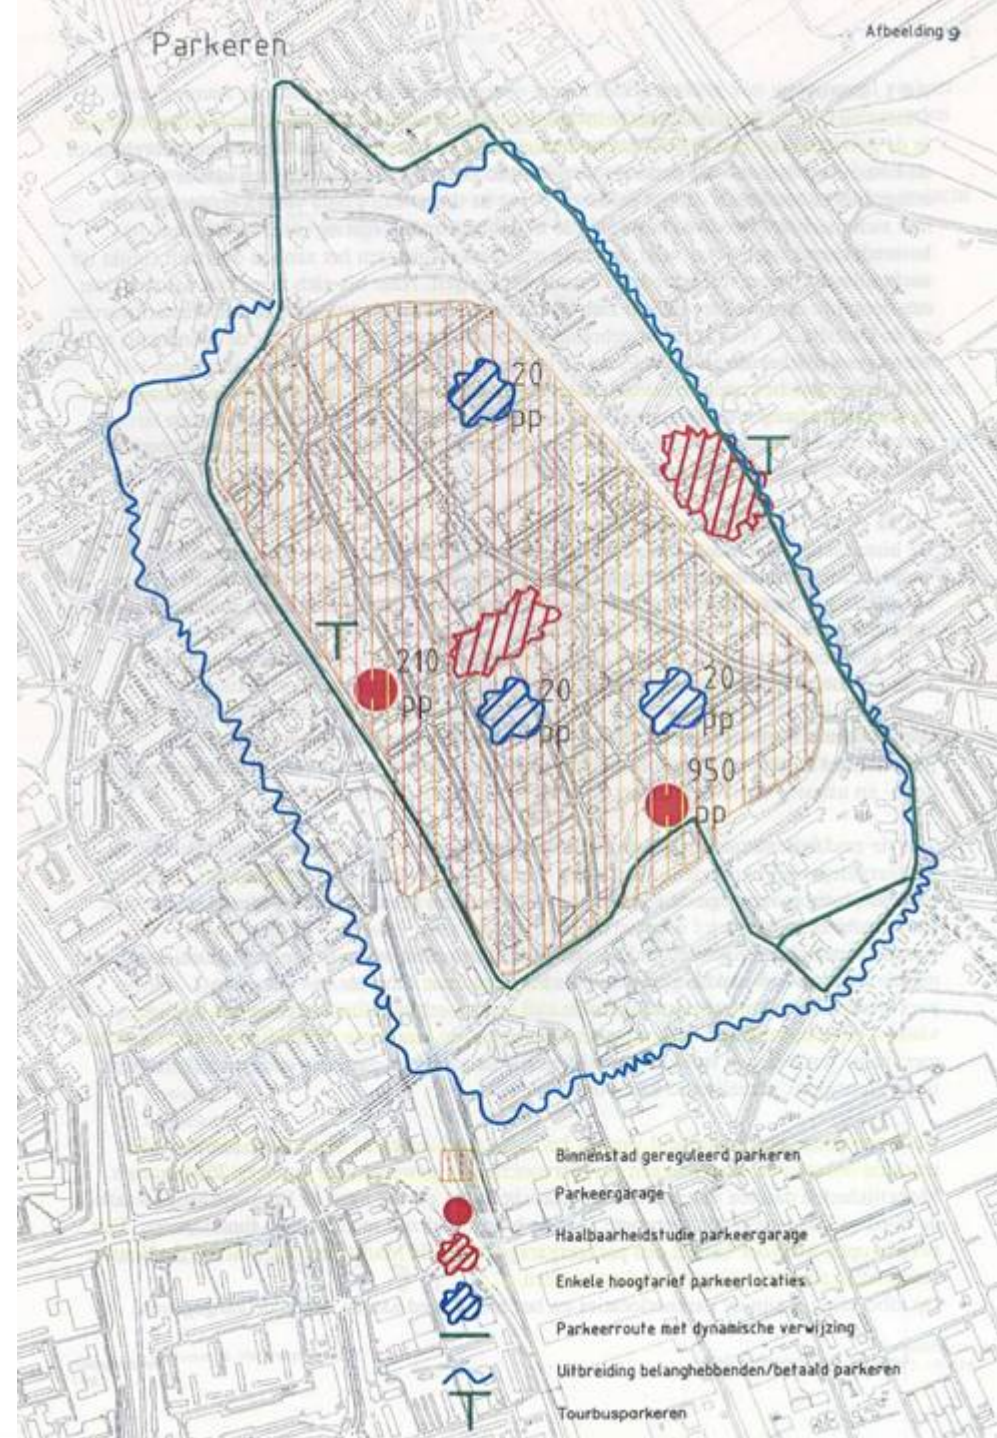 Parkeren
Afbeelding 9
20
pp
210
pp
20
pp
20
pp
950
pp
Binnenstad gereguleerd parkeren
Parkeergarage
Haalbaarheidstudie parkeergarage
Enkele hoogtarief parkeerlocaties
Parkeerroute met dynamische verwijzing
Uitbreiding belanghebbenden/betaald parkeren
Tourbusparkeren